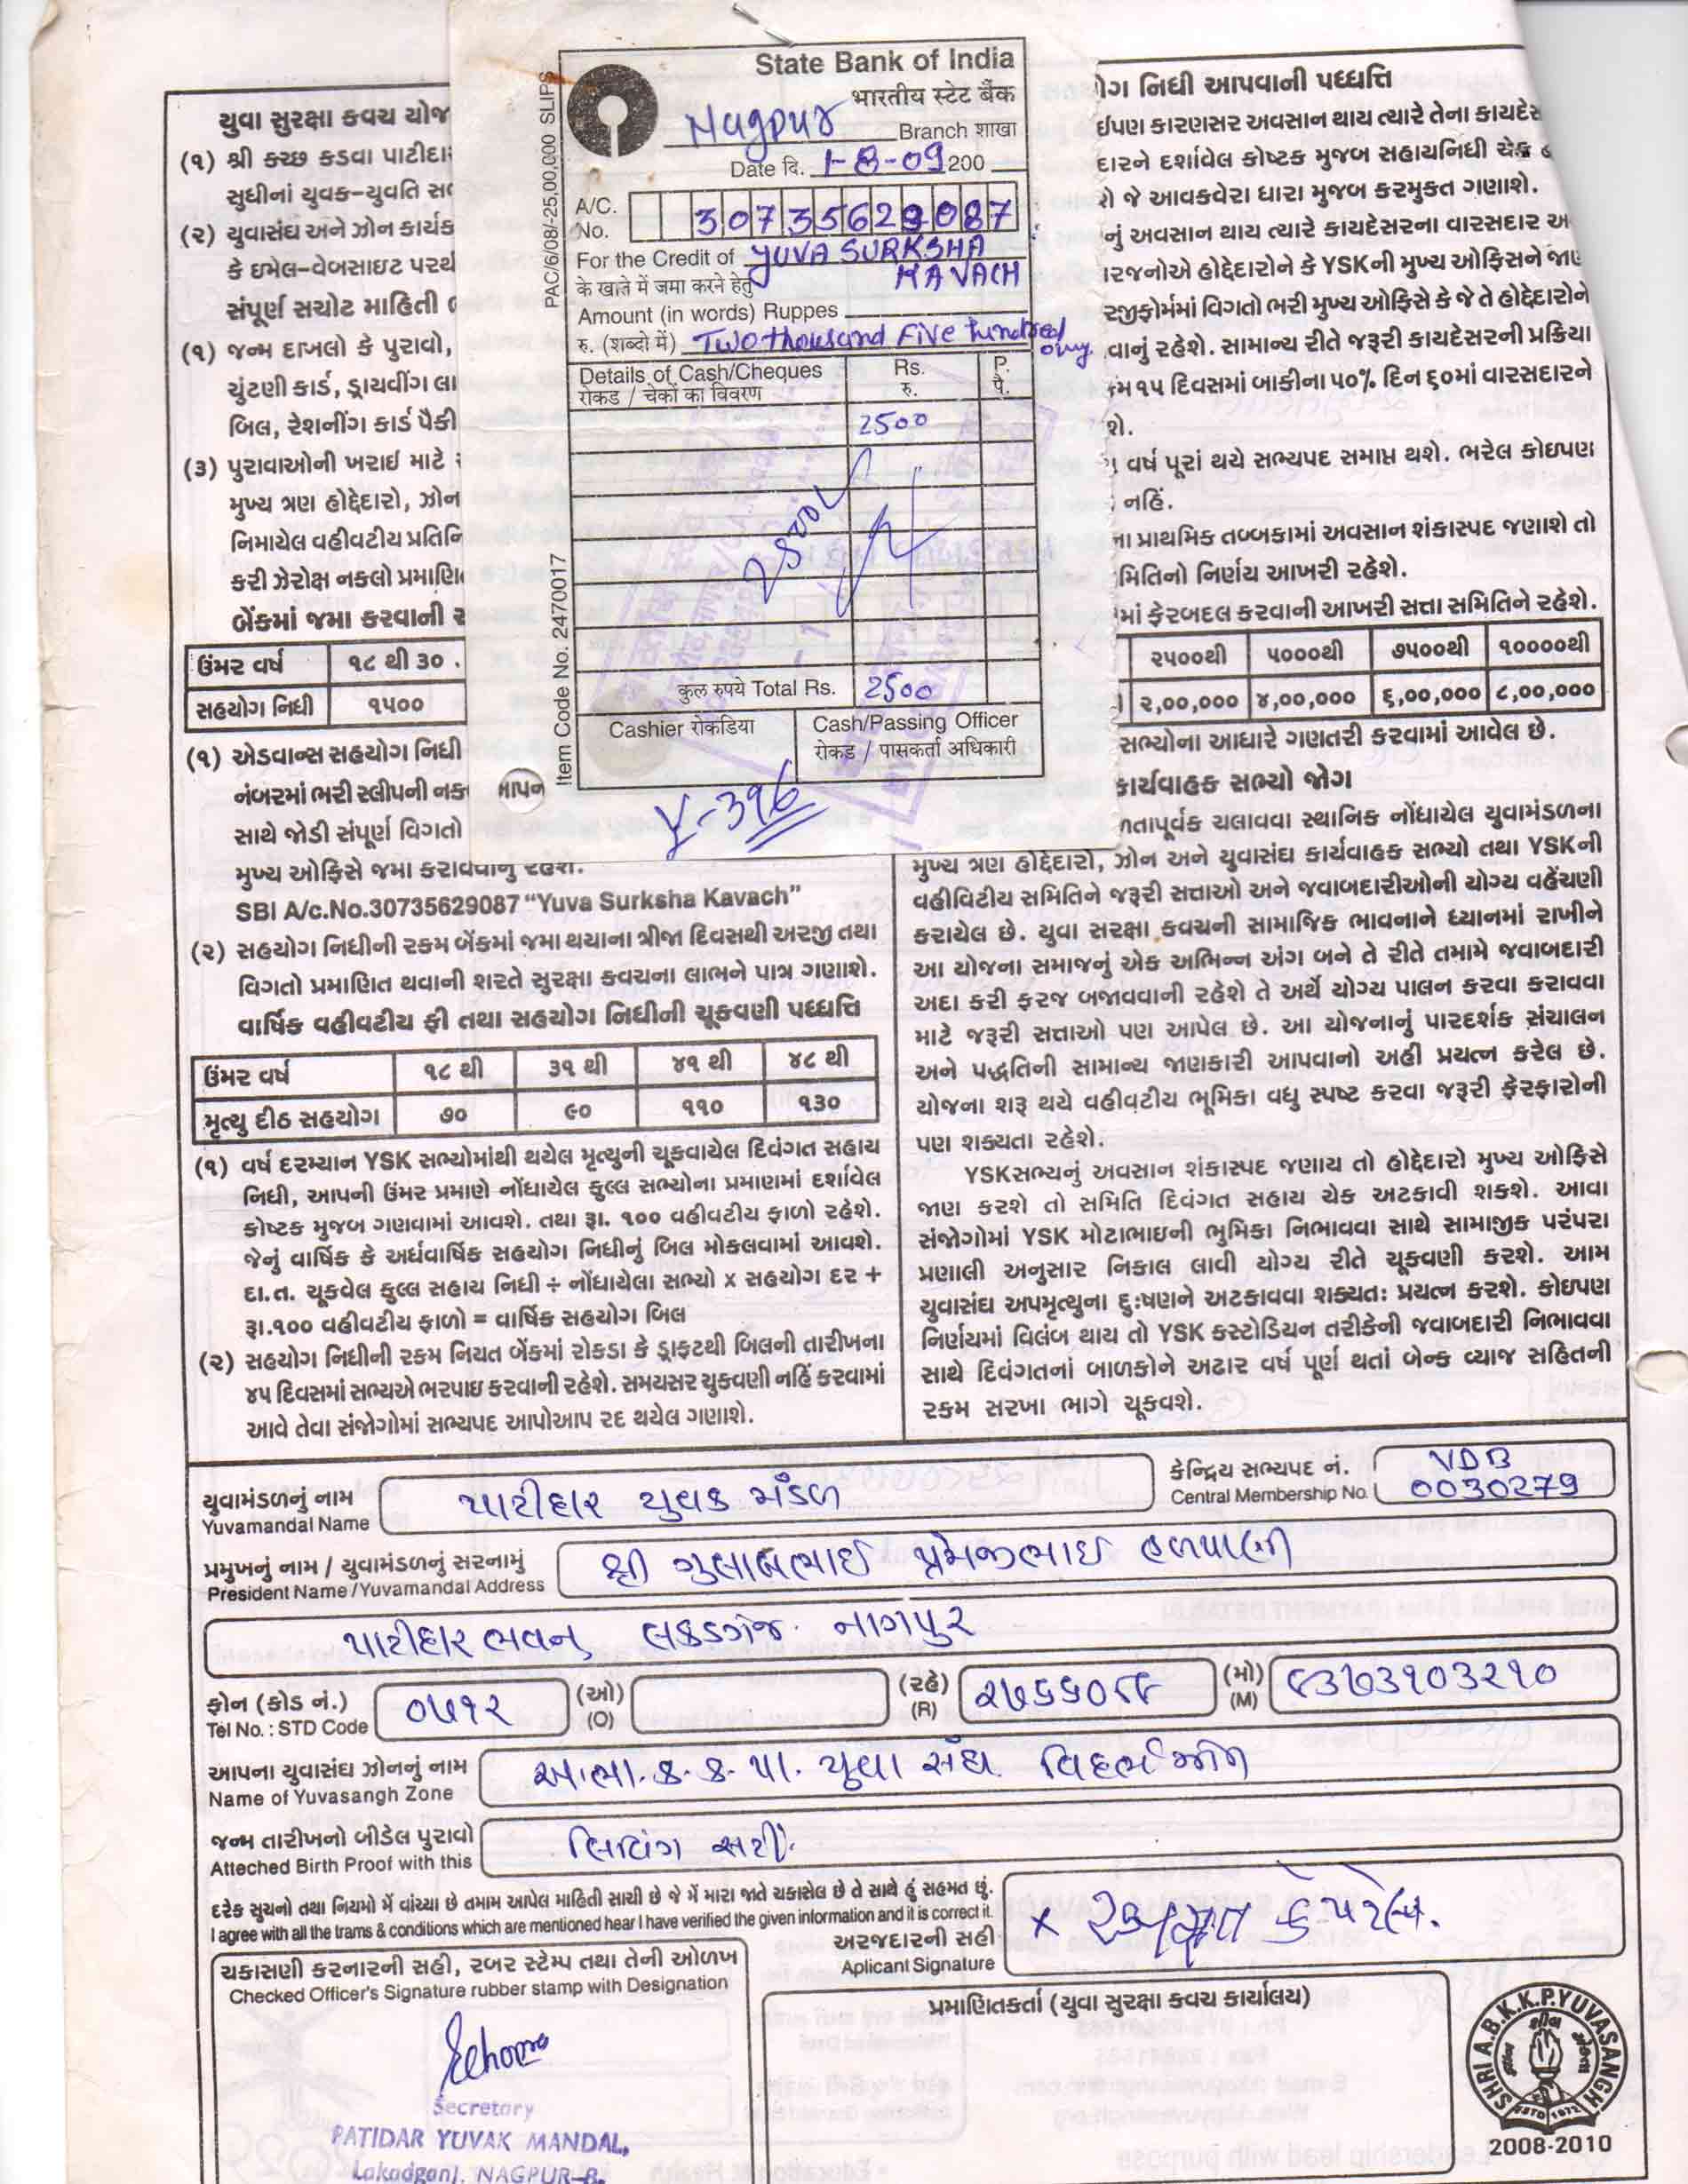 State Bank of India
भारतीय स्टेट बैंक
Nagpur Branch शाखा
Date दि. 1-8-09 200
A/C. No. 30735629087
For the Credit of YUVA SURKSHA
के खाते में जमा करने हेतु KAVACH
Amount (in words) Ruppes
रु. (शब्दो में) Two thousand Five hundred only.
Details of Cash/Cheques Rs. P.
रोकड / चेकों का विवरण रु. पै.
2500
कुल रुपये Total Rs. 2500
Cashier रोकडिया Cash/Passing Officer
रोकड / पासकर्ता अधिकारी
PAC/6/08/-25,00,000 SLIPS
Item Code No. 2470017
Y-396
યુવા સુરક્ષા કવચ યોજ
(૧) શ્રી કચ્છ કડવા પાટીદા
સુધીનાં યુવક-યુવતિ સ
(૨) યુવાસંઘ અને ઝોન કાર્યક
કે ઇમેલ-વેબસાઇટ પરથ
સંપૂર્ણ સચોટ માહિતી
(૧) જન્મ દાખલો કે પુરાવો,
ચુંટણી કાર્ડ, ડ્રાયવીંગ લા
બિલ, રેશનીંગ કાર્ડ પૈકી
(૩) પુરાવાઓની ખરાઇ માટે
મુખ્ય ત્રણ હોદ્દેદારો, ઝોન
નિમાયેલ વહીવટીય પ્રતિનિ
કરી ઝેરોક્ષ નકલો પ્રમાણિ
બેંકમાં જમા કરવાની ર
ઉંમર વર્ષ ૧૮ થી ૩૦
સહયોગ નિધી ૧૫૦૦
(૧) એડવાન્સ સહયોગ નિધી
નંબરમાં ભરી સ્લીપની નક માપન
સાથે જોડી સંપૂર્ણ વિગતો
મુખ્ય ઓફિસે જમા કરાવવાનું રહેશે.
SBI A/c.No.30735629087 “Yuva Surksha Kavach”
(૨) સહયોગ નિધીની રકમ બેંકમાં જમા થયાના ત્રીજા દિવસથી અરજી તથા
વિગતો પ્રમાણિત થવાની શરતે સુરક્ષા કવચના લાભને પાત્ર ગણાશે.
વાર્ષિક વહીવટીય ફી તથા સહયોગ નિધીની ચૂકવણી પધ્ધતિ
ઉંમર વર્ષ ૧૮ થી ૩૧ થી ૪૧ થી ૪૮ થી
મૃત્યુ દીઠ સહયોગ ૭૦ ૯૦ ૧૧૦ ૧૩૦
(૧) વર્ષ દરમ્યાન YSK સભ્યોમાંથી થયેલ મૃત્યુની ચૂકવાયેલ દિવંગત સહાય
નિધી, આપની ઉંમર પ્રમાણે નોંધાયેલ કુલ્લ સભ્યોના પ્રમાણમાં દર્શાવેલ
કોષ્ટક મુજબ ગણવામાં આવશે. તથા રૂા. ૧૦૦ વહીવટીય ફાળો રહેશે.
જેનું વાર્ષિક કે અર્ધવાર્ષિક સહયોગ નિધીનું બિલ મોકલવામાં આવશે.
દા.ત. ચૂકવેલ કુલ્લ સહાય નિધી ÷ નોંધાયેલા સભ્યો x સહયોગ દર +
રૂા.૧૦૦ વહીવટીય ફાળો = વાર્ષિક સહયોગ બિલ
(૨) સહયોગ નિધીની રકમ નિયત બેંકમાં રોકડા કે ડ્રાફટથી બિલની તારીખના
૪૫ દિવસમાં સભ્યએ ભરપાઇ કરવાની રહેશે. સમયસર ચુકવણી નહિં કરવામાં
આવે તેવા સંજોગોમાં સભ્યપદ આપોઆપ રદ થયેલ ગણાશે.
ોગ નિધી આપવાની પધ્ધતિ
ઈપણ કારણસર અવસાન થાય ત્યારે તેના કાયદેસ
દારને દર્શાવેલ કોષ્ટક મુજબ સહાયનિધી ચેક
શે જે આવકવેરા ધારા મુજબ કરમુકત ગણાશે.
નું અવસાન થાય ત્યારે કાયદેસરના વારસદાર અ
રજનોએ હોદ્દેદારોને કે YSKની મુખ્ય ઓફિસને જાણ
રજીફોર્મમાં વિગતો ભરી મુખ્ય ઓફિસે કે જે તે હોદ્દેદારોને
વાનું રહેશે. સામાન્ય રીતે જરૂરી કાયદેસરની પ્રક્રિયા
કમ ૧૫ દિવસમાં બાકીના ૫૦% દિન ૬૦માં વારસદારને
શે.
વર્ષ પૂરાં થયે સભ્યપદ સમાપ્ત થશે. ભરેલ કોઇપણ
નહિં.
ના પ્રાથમિક તબ્બકામાં અવસાન શંકાસ્પદ જણાશે તો
મિતિનો નિર્ણય આખરી રહેશે.
માં ફેરબદલ કરવાની આખરી સત્તા સમિતિને રહેશે.
૨૫૦૦થી ૫૦૦૦થી ૭૫૦૦થી ૧૦૦૦૦થી
૨,૦૦,૦૦૦ ૪,૦૦,૦૦૦ ૬,૦૦,૦૦૦ ૮,૦૦,૦૦૦
સભ્યોના આધારે ગણતરી કરવામાં આવેલ છે.
કાર્યવાહક સભ્યો જોગ
ળતાપૂર્વક ચલાવવા સ્થાનિક નોંધાયેલ યુવામંડળના
મુખ્ય ત્રણ હોદ્દેદારો, ઝોન અને યુવાસંઘ કાર્યવાહક સભ્યો તથા YSKની
વહીવિટીય સમિતિને જરૂરી સત્તાઓ અને જવાબદારીઓની યોગ્ય વહેંચણી
કરાયેલ છે. યુવા સરક્ષા કવચની સામાજિક ભાવનાને ધ્યાનમાં રાખીને
આ યોજના સમાજનું એક અભિન્ન અંગ બને તે રીતે તમામે જવાબદારી
અદા કરી ફરજ બજાવવાની રહેશે તે અર્થે યોગ્ય પાલન કરવા કરાવવા
માટે જરૂરી સત્તાઓ પણ આપેલ છે. આ યોજનાનું પારદર્શક સંચાલન
અને પદ્ધતિની સામાન્ય જાણકારી આપવાનો અહીં પ્રયત્ન કરેલ છે.
યોજના શરૂ થયે વહીવટીય ભૂમિકા વધુ સ્પષ્ટ કરવા જરૂરી ફેરફારોની
પણ શક્યતા રહેશે.
YSKસભ્યનું અવસાન શંકાસ્પદ જણાય તો હોદ્દેદારો મુખ્ય ઓફિસે
જાણ કરશે તો સમિતિ દિવંગત સહાય ચેક અટકાવી શકશે. આવા
સંજોગોમાં YSK મોટાભાઇની ભુમિકા નિભાવવા સાથે સામાજીક પરંપરા
પ્રણાલી અનુસાર નિકાલ લાવી યોગ્ય રીતે ચૂકવણી કરશે. આમ
યુવાસંઘ અપમૃત્યુના દુઃષણને અટકાવવા શક્યતઃ પ્રયત્ન કરશે. કોઇપણ
નિર્ણયમાં વિલંબ થાય તો YSK કસ્ટોડિયન તરીકેની જવાબદારી નિભાવવા
સાથે દિવંગતનાં બાળકોને અઢાર વર્ષ પૂર્ણ થતાં બેન્ક વ્યાજ સહિતની
રકમ સરખા ભાગે ચૂકવશે.
યુવામંડળનું નામ પાટીદાર યુવક મંડળ કેન્દ્રિય સભ્યપદ નં. VDB
Yuvamandal Name Central Membership No. 0030279
પ્રમુખનું નામ / યુવામંડળનું સરનામું શ્રી ગુલાબભાઈ પ્રેમજીભાઈ હળપાણી
President Name /Yuvamandal Address
પાટીદાર ભવન, લકડગંજ. નાગપુર
ફોન (કોડ નં.) ૦૭૧૨ (ઓ) (રહે) ૨૭૬૬૦૮૮ (મો) ૯૩૭૩૧૦૩૨૧૦
Tel No. : STD Code (O) (R) (M)
આપના યુવાસંઘ ઝોનનું નામ અ.ભા.ક.ક.પા. યુવા સંઘ વિદર્ભ ઝોન
Name of Yuvasangh Zone
જન્મ તારીખનો બીડેલ પુરાવો લિવિંગ સર્ટી.
Atteched Birth Proof with this
દરેક સુચનો તથા નિયમો મેં વાંચ્યા છે તમામ આપેલ માહિતી સાચી છે જે મેં મારા જાતે ચકાસેલ છે તે સાથે હું સહમત છું.
I agree with all the trams & conditions which are mentioned hear I have verified the given information and it is correct it.
અરજદારની સહી
Aplicant Signature
ચકાસણી કરનારની સહી, રબર સ્ટેમ્પ તથા તેની ઓળખ
Checked Officer's Signature rubber stamp with Designation
Secretary
PATIDAR YUVAK MANDAL,
Lakadganj, NAGPUR-8.
પ્રમાણિતકર્તા (યુવા સુરક્ષા કવચ કાર્યાલય)
SHRI A.B.K.K.P.YUVASANGH
2008-2010